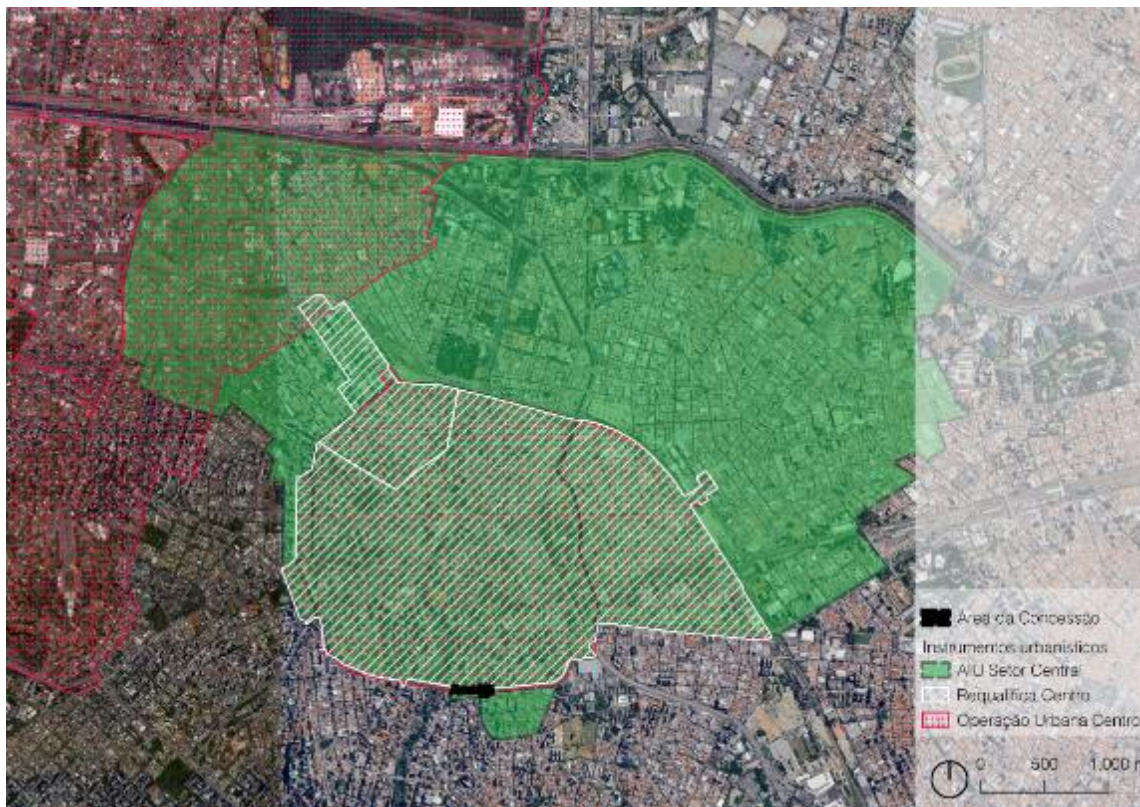 Área da Concessão
Instrumentos urbanísticos
AIU Setor Central
Requalifica Centro
Operação Urbana Centro
0 500 1.000 m